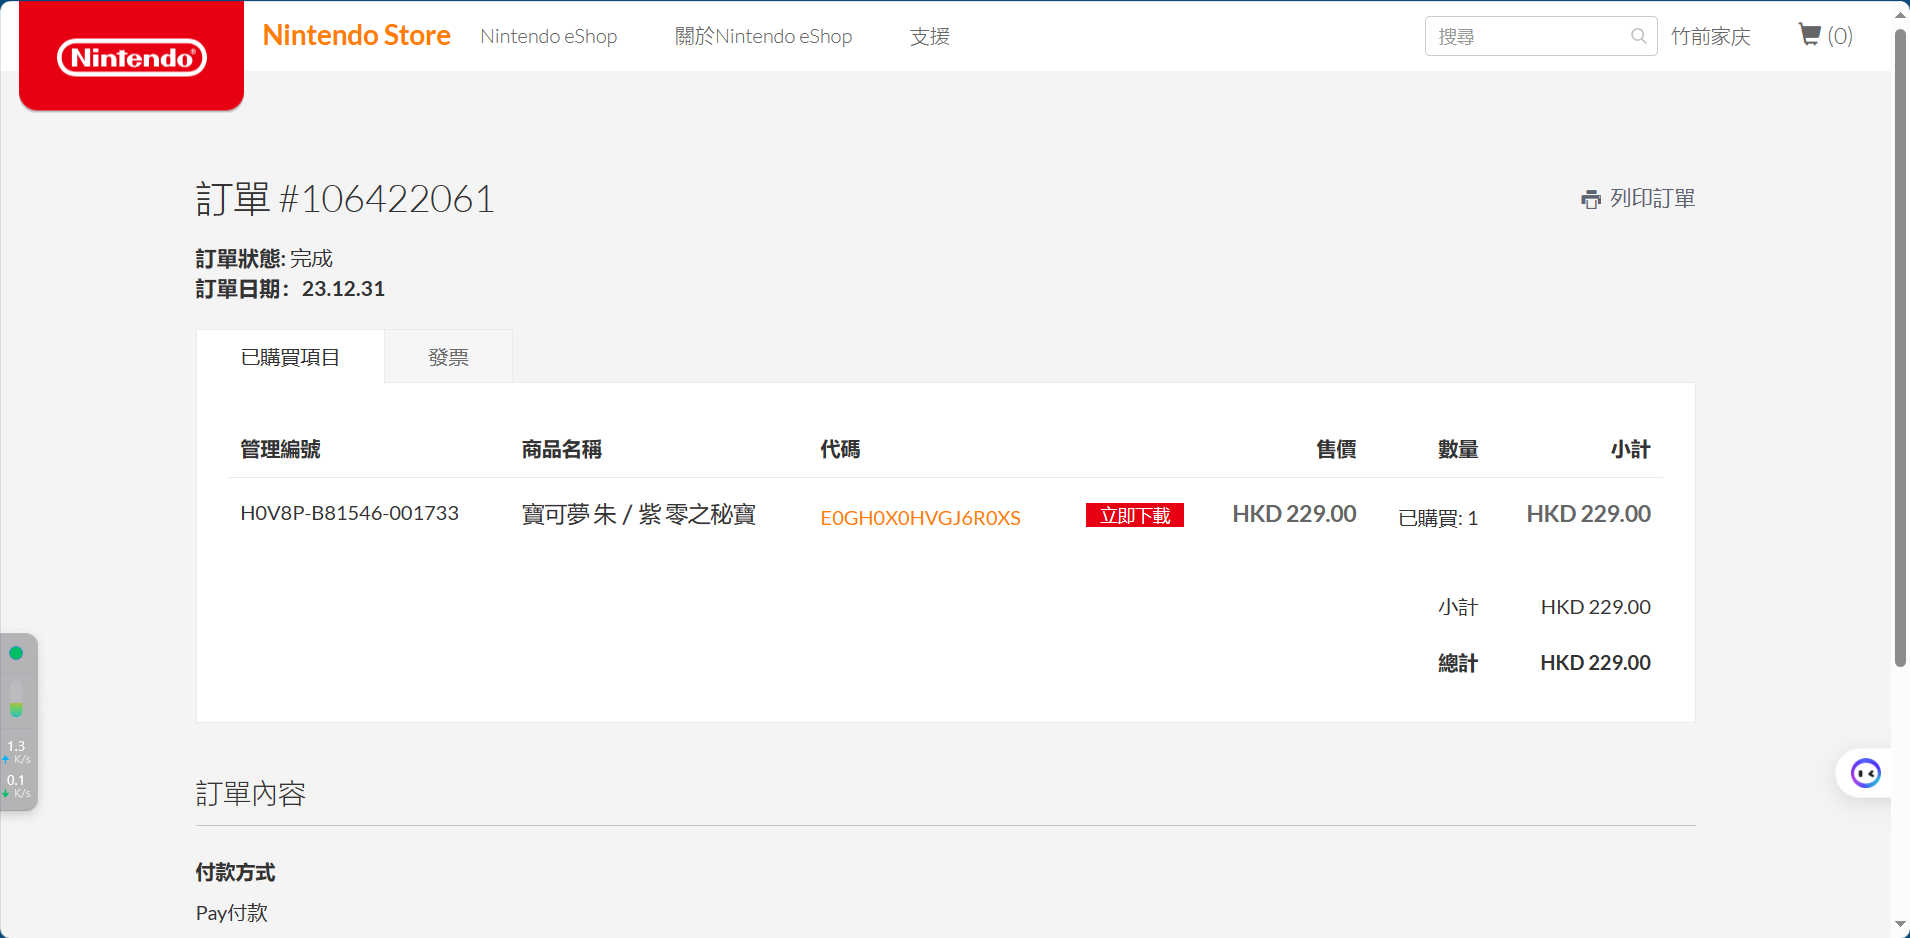 Nintendo
Nintendo Store
Nintendo eShop
關於Nintendo eShop
支援
搜尋
竹前家庆
(0)
訂單 #106422061
列印訂單
訂單狀態: 完成
訂單日期: 23.12.31
已購買項目
發票
管理編號 商品名稱 代碼 售價 數量 小計
H0V8P-B81546-001733 寶可夢 朱 / 紫 零之秘寶 E0GH0X0HVGJ6R0XS 立即下載 HKD 229.00 已購買: 1 HKD 229.00
小計 HKD 229.00
總計 HKD 229.00
1.3
K/s
0.1
K/s
訂單內容
付款方式
Pay付款